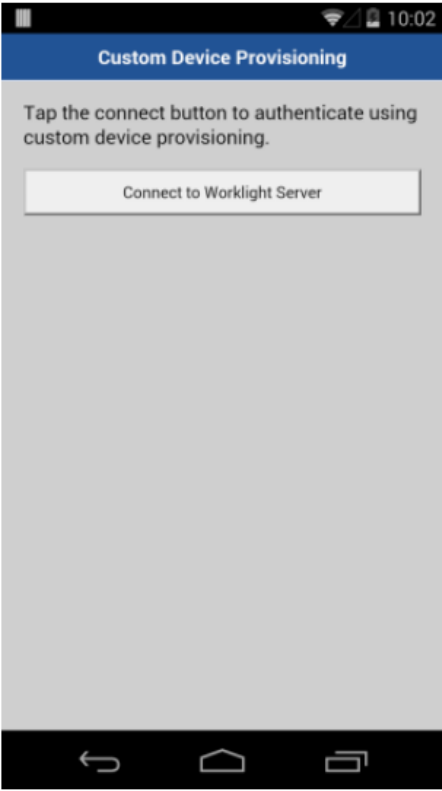 10:02
Custom Device Provisioning
Tap the connect button to authenticate using
custom device provisioning.
Connect to Worklight Server